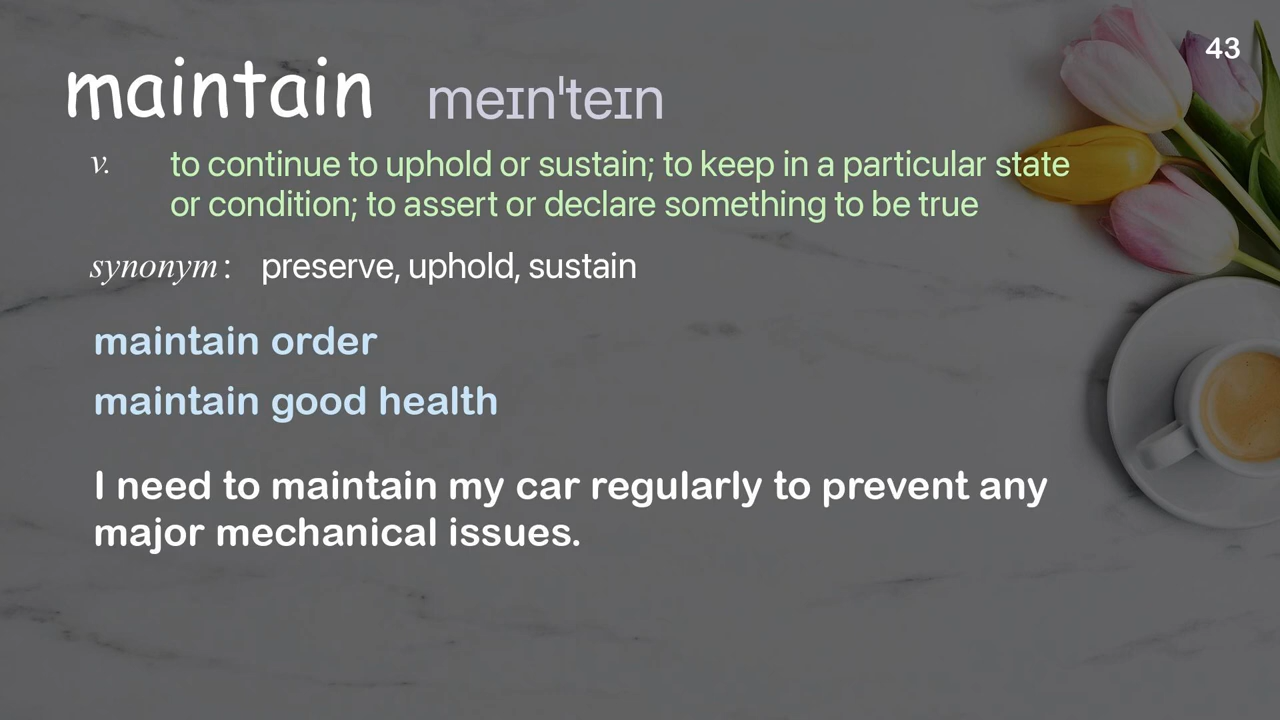 43
maintain meɪn'teɪn
v. to continue to uphold or sustain; to keep in a particular state
or condition; to assert or declare something to be true
synonym: preserve, uphold, sustain
maintain order
maintain good health
I need to maintain my car regularly to prevent any
major mechanical issues.